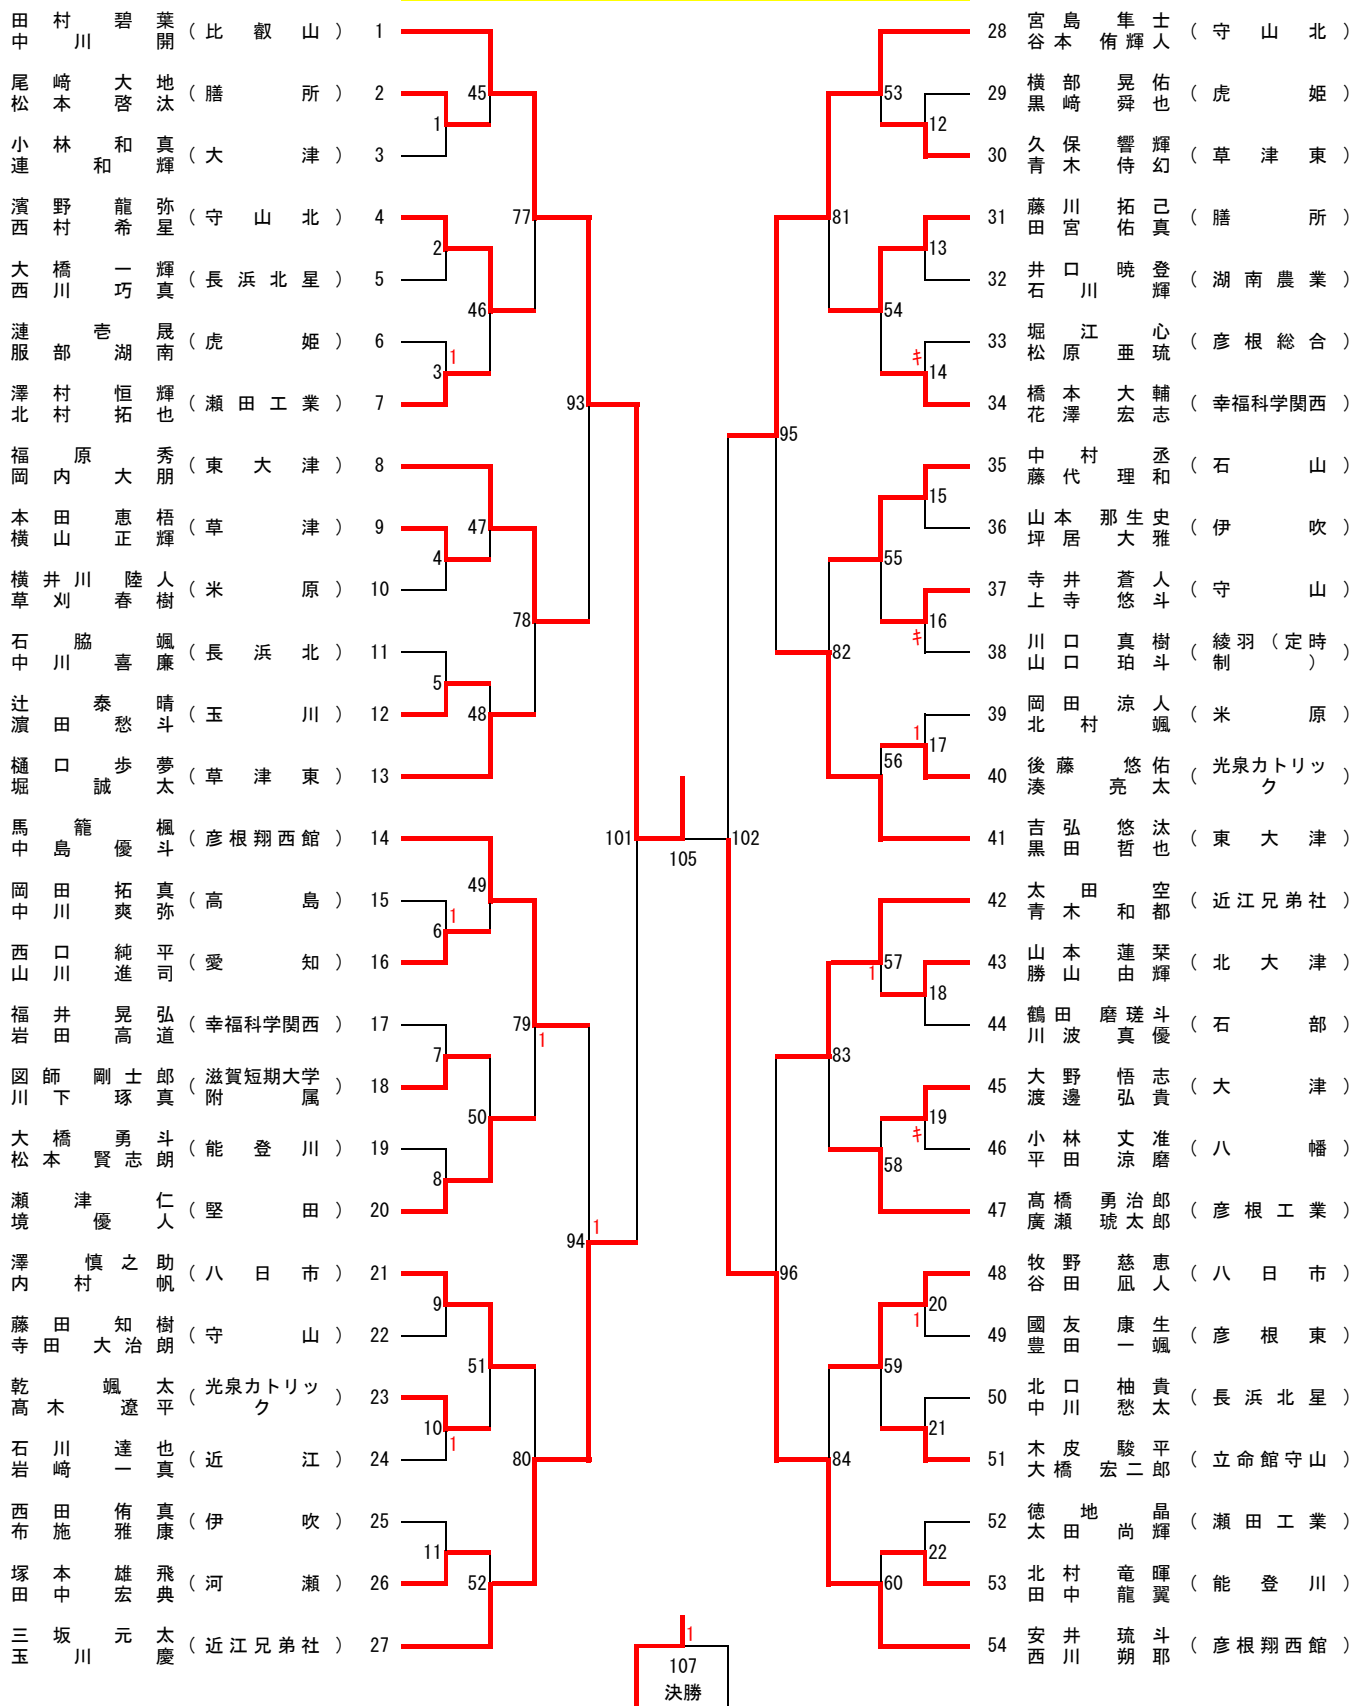 田村碧葉 （比叡山） 1
中川開
尾﨑大地 （膳所） 2
松本啓汰
小林和真 （大津） 3
連和輝
濱野龍弥 （守山北） 4
西村希星
大橋一輝 （長浜北星） 5
西川巧真
漣壱晟 （虎姫） 6
服部湖南
澤村恒輝 （瀬田工業） 7
北村拓也
福原秀 （東大津） 8
岡内大朋
本田恵梧 （草津） 9
横山正輝
横井川陸人 （米原） 10
草刈春樹
石脇颯 （長浜北） 11
中川喜廉
辻泰晴 （玉川） 12
濵田愁斗
樋口歩夢 （草津東） 13
堀誠太
馬籠楓 （彦根翔西館） 14
中島優斗
岡田拓真 （高島） 15
中川爽弥
西口純平 （愛知） 16
山川進司
福井晃弘 （幸福科学関西） 17
岩田高道
図師剛士郎 （滋賀短期大学附属） 18
川下琢真
大橋勇斗 （能登川） 19
松本賢志朗
瀬津仁 （堅田） 20
境優人
澤慎之助 （八日市） 21
内村帆
藤田知樹 （守山） 22
寺田大治朗
乾颯太 （光泉カトリック） 23
髙木遼平
石川達也 （近江） 24
岩﨑一真
西田侑真 （伊吹） 25
布施雅康
塚本雄飛 （河瀬） 26
田中宏典
三坂元太 （近江兄弟社） 27
玉川慶
1
2
3
1
4
5
6
1
7
8
9
10
1
11
45
46
47
48
49
50
51
52
77
78
79
1
80
93
94
1
101
105
102
107
1
決勝
95
96
81
82
83
84
53
54
55
56
57
1
58
59
60
12
13
14
キ
15
16
キ
17
1
18
19
キ
20
1
21
22
28 宮島隼士 （守山北）
谷本侑輝人
29 横部晃佑 （虎姫）
黒﨑舜也
30 久保響輝 （草津東）
青木侍幻
31 藤川拓己 （膳所）
田宮佑真
32 井口暁登 （湖南農業）
石川輝
33 堀江心 （彦根総合）
松原亜琉
34 橋本大輔 （幸福科学関西）
花澤宏志
35 中村丞 （石山）
藤代理和
36 山本那生史 （伊吹）
坪居大雅
37 寺井蒼人 （守山）
上寺悠斗
38 川口真樹 （綾羽（定時制））
山口珀斗
39 岡田涼人 （米原）
北村颯
40 後藤悠佑 （光泉カトリック）
湊亮太
41 吉弘悠汰 （東大津）
黒田哲也
42 太田空 （近江兄弟社）
青木和都
43 山本蓮栞 （北大津）
勝山由輝
44 鶴田磨瑳斗 （石部）
川波真優
45 大野悟志 （大津）
渡邊弘貴
46 小林丈准 （八幡）
平田涼磨
47 髙橋勇治郎 （彦根工業）
廣瀬琥太郎
48 牧野慈恵 （八日市）
谷田凪人
49 國友康生 （彦根東）
豊田一颯
50 北口柚貴 （長浜北星）
中川愁太
51 木皮駿平 （立命館守山）
大橋宏二郎
52 徳地晶 （瀬田工業）
太田尚輝
53 北村竜暉 （能登川）
田中龍翼
54 安井琉斗 （彦根翔西館）
西川朔耶